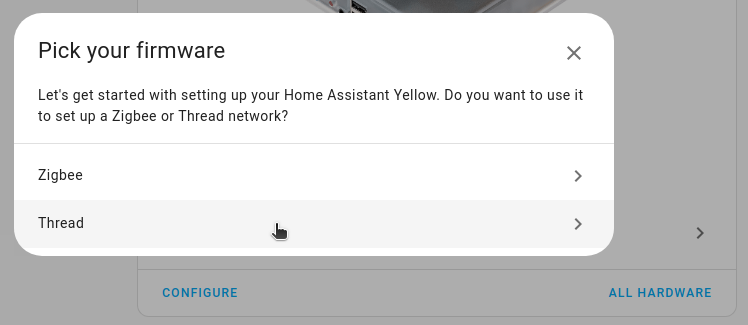 Pick your firmware
Let's get started with setting up your Home Assistant Yellow. Do you want to use it
to set up a Zigbee or Thread network?
Zigbee
Thread
CONFIGURE
ALL HARDWARE